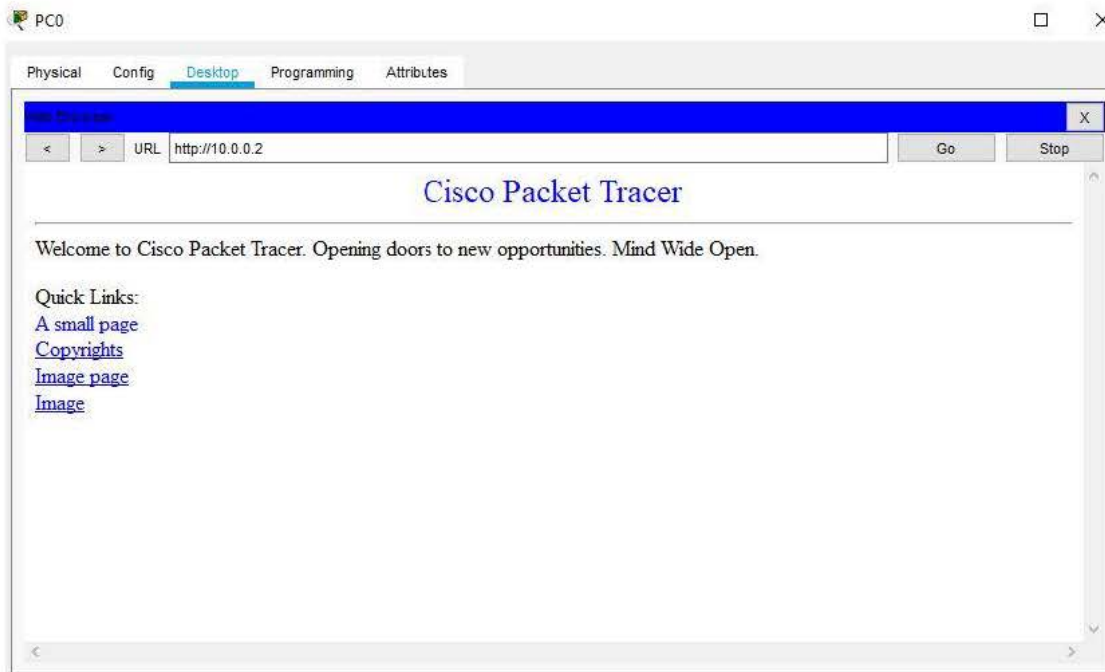 PC0
Physical Config Desktop Programming Attributes
Web Browser
X
< > URL http://10.0.0.2 Go Stop
Cisco Packet Tracer
Welcome to Cisco Packet Tracer. Opening doors to new opportunities. Mind Wide Open.
Quick Links:
A small page
Copyrights
Image page
Image